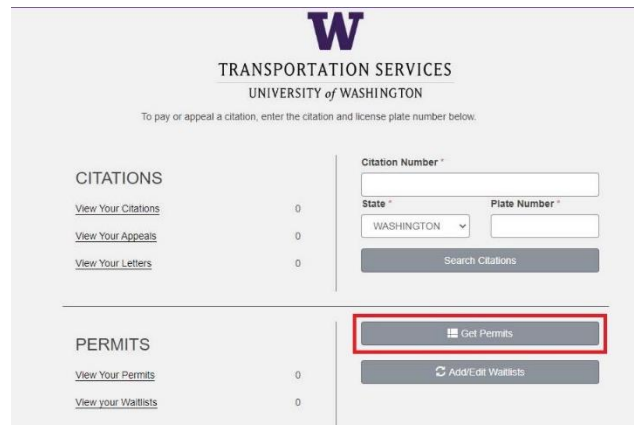 W
TRANSPORTATION SERVICES
UNIVERSITY of WASHINGTON
To pay or appeal a citation, enter the citation and license plate number below.
CITATIONS
View Your Citations 0
View Your Appeals 0
View Your Letters 0
Citation Number *
State * Plate Number *
WASHINGTON
Search Citations
PERMITS
View Your Permits 0
View your Waitlists 0
Get Permits
Add/Edit Waitlists